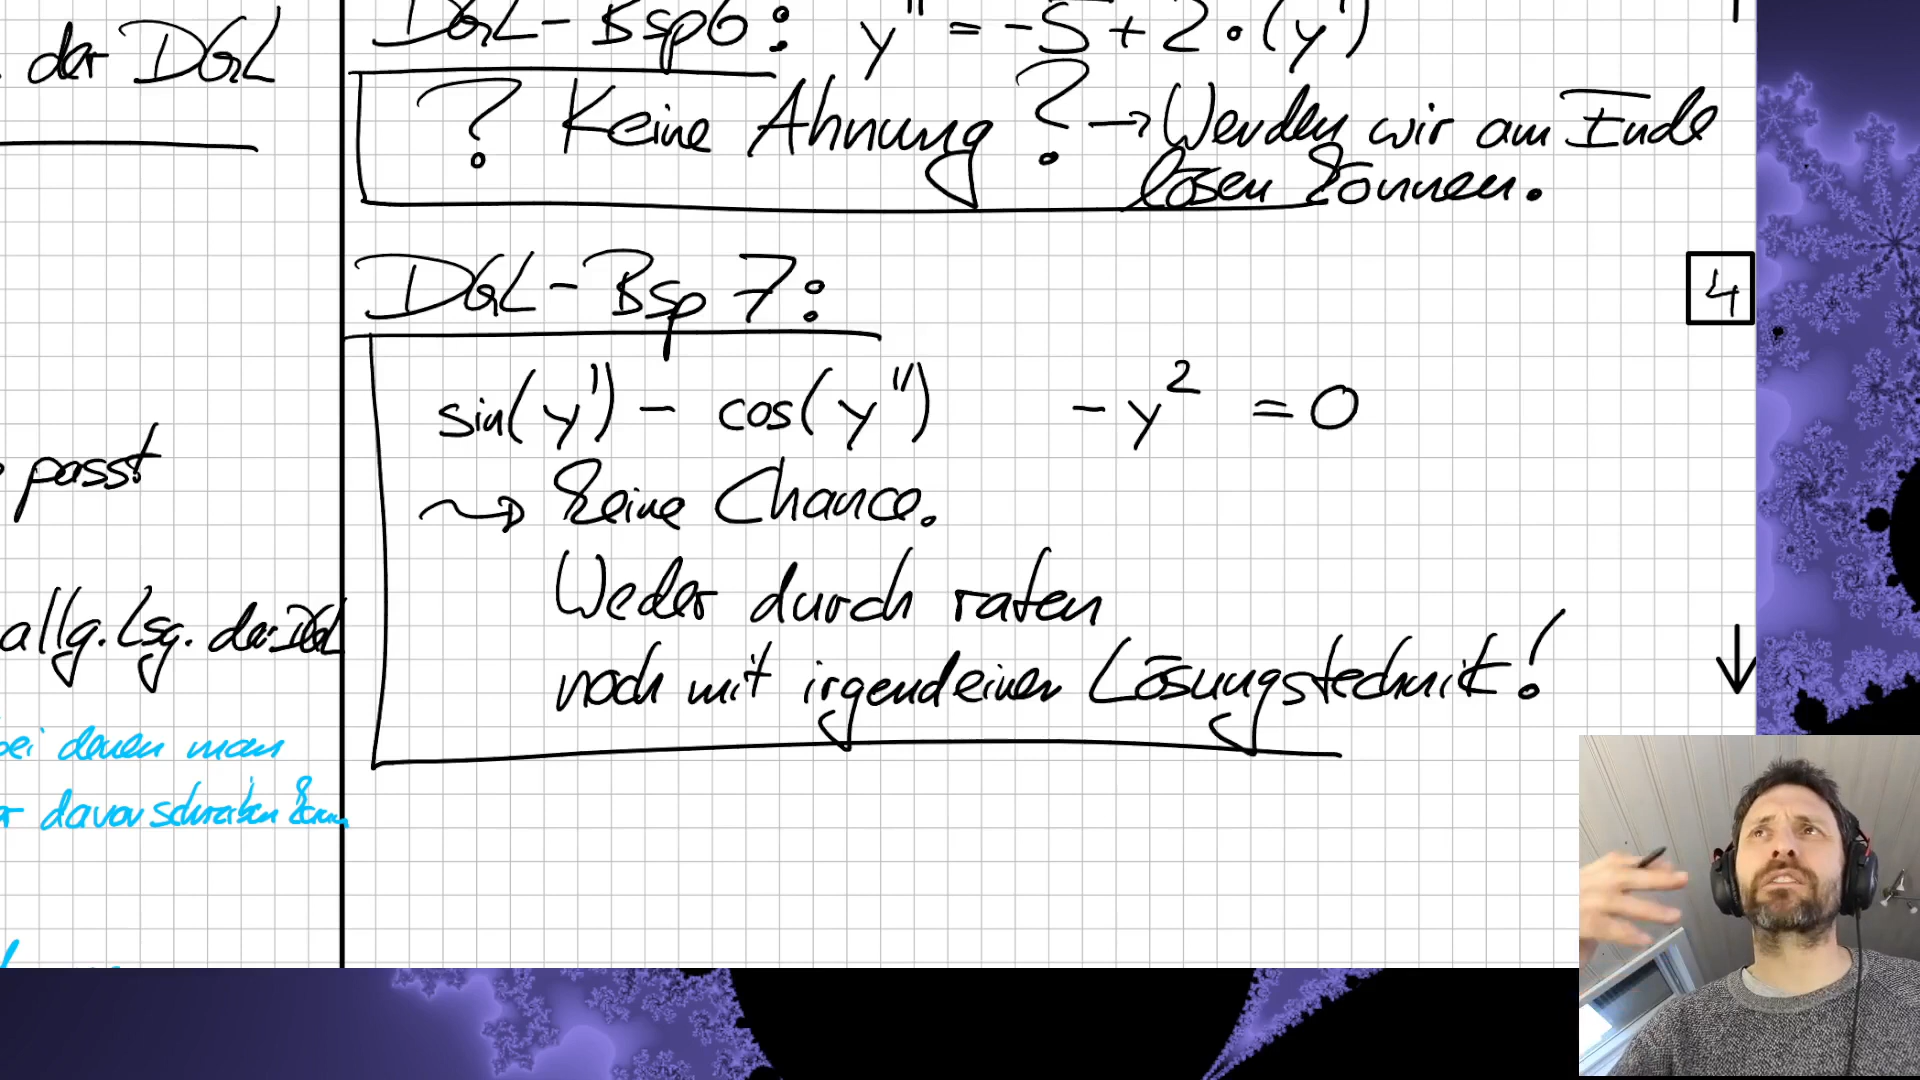 der DGL
passt
allg. Lsg. der DGL
bei denen man
davor schreiben kann
DGL-Bsp6: y'' = -5 + 2 · (y')
? Keine Ahnung ? → Werden wir am Ende
lösen können.
DGL-Bsp 7:
4
sin(y') - cos(y'') - y² = 0
⇝ keine Chance.
Weder durch raten
noch mit irgendeiner Lösungstechnik!
↓